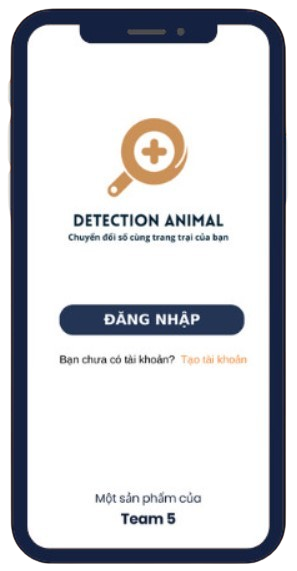 DETECTION ANIMAL
Chuyển đổi số cùng trang trại của bạn
ĐĂNG NHẬP
Bạn chưa có tài khoản? Tạo tài khoản
Một sản phẩm của
Team 5